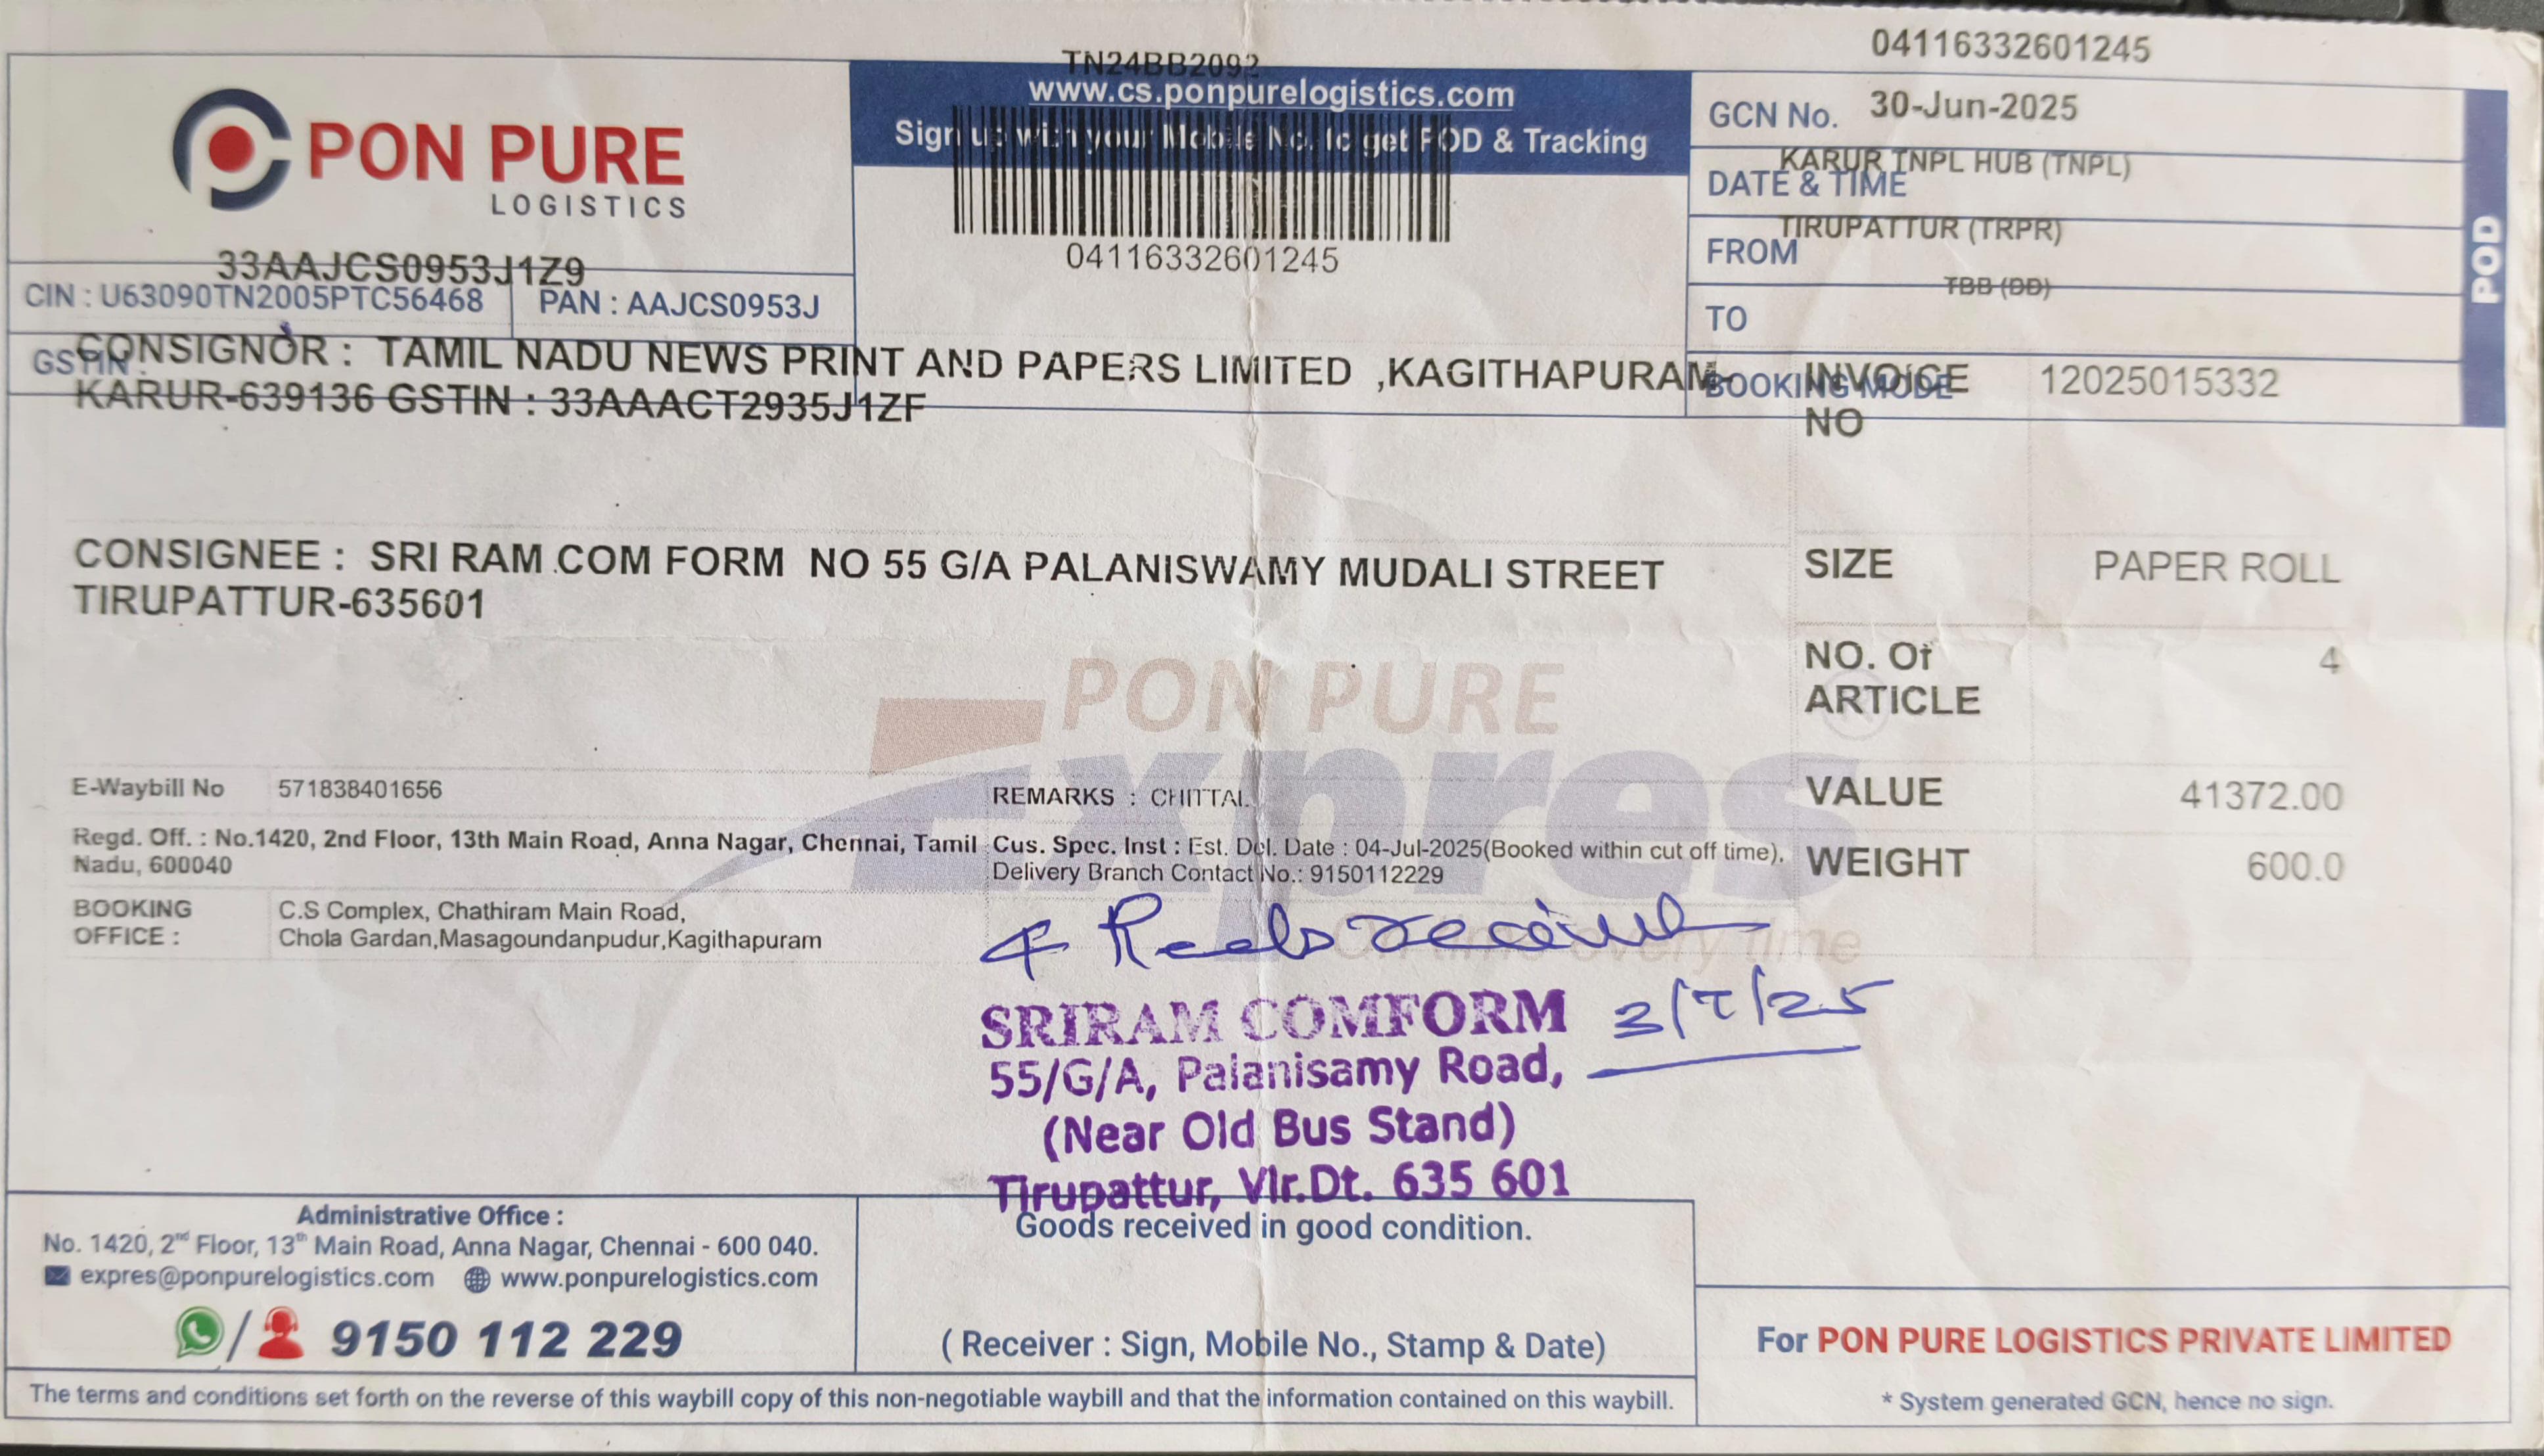 04116332601245
TN24BB2092
www.cs.ponpurelogistics.com
Sign up with your Mobile No. to get POD & Tracking
04116332601245
PON PURE
LOGISTICS
33AAJCS0953J1Z9
CIN : U63090TN2005PTC56468 PAN : AAJCS0953J
GSTIN :
GCN No. 30-Jun-2025
KARUR TNPL HUB (TNPL)
DATE & TIME
TIRUPATTUR (TRPR)
FROM
TBB (DD)
TO
BOOKING MODE
POD
CONSIGNOR : TAMIL NADU NEWS PRINT AND PAPERS LIMITED ,KAGITHAPURAM-
KARUR-639136 GSTIN : 33AAACT2935J1ZF
INVOICE NO 12025015332
CONSIGNEE : SRI RAM COM FORM NO 55 G/A PALANISWAMY MUDALI STREET
TIRUPATTUR-635601
SIZE PAPER ROLL
NO. Of ARTICLE 4
PON PURE
Expres
On time every time
VALUE 41372.00
WEIGHT 600.0
E-Waybill No 571838401656
REMARKS : CHITTAL
Regd. Off. : No.1420, 2nd Floor, 13th Main Road, Anna Nagar, Chennai, Tamil
Nadu, 600040
Cus. Spec. Inst : Est. Del. Date : 04-Jul-2025(Booked within cut off time),
Delivery Branch Contact No.: 9150112229
BOOKING OFFICE : C.S Complex, Chathiram Main Road,
Chola Gardan,Masagoundanpudur,Kagithapuram
4 Reels received
3/7/25
SRIRAM COMFORM
55/G/A, Palanisamy Road,
(Near Old Bus Stand)
Tirupattur, Vlr.Dt. 635 601
Administrative Office :
No. 1420, 2nd Floor, 13th Main Road, Anna Nagar, Chennai - 600 040.
expres@ponpurelogistics.com www.ponpurelogistics.com
/ 9150 112 229
Goods received in good condition.
( Receiver : Sign, Mobile No., Stamp & Date)
For PON PURE LOGISTICS PRIVATE LIMITED
The terms and conditions set forth on the reverse of this waybill copy of this non-negotiable waybill and that the information contained on this waybill.
* System generated GCN, hence no sign.